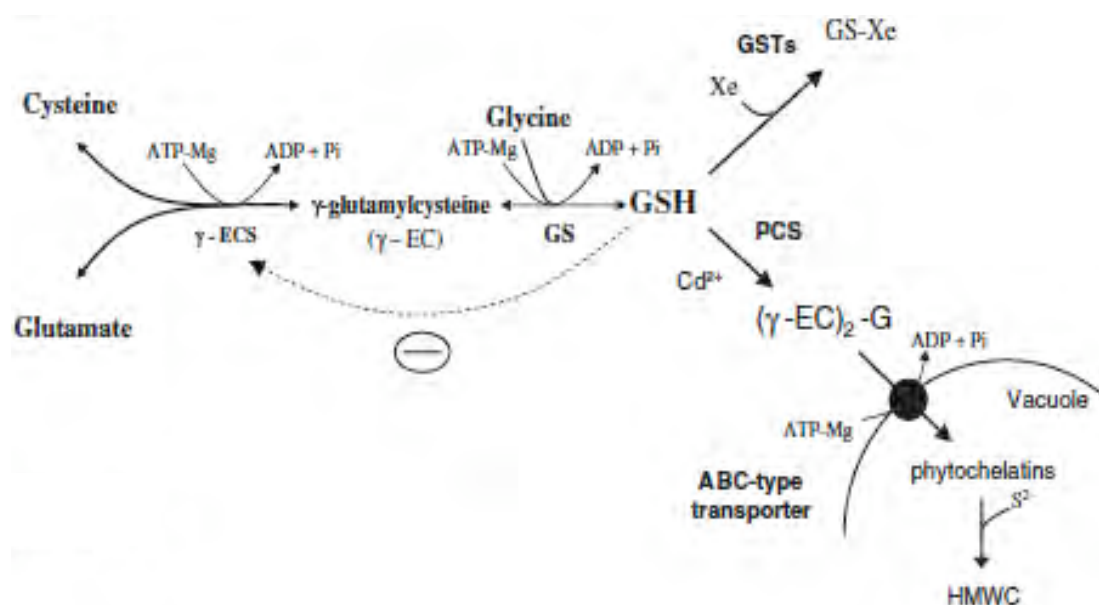 GS-Xe
GSTs
Xe
Cysteine
Glycine
ATP-Mg
ADP + Pi
ATP-Mg
ADP + Pi
γ-glutamylcysteine
GSH
γ - ECS
(γ – EC)
GS
PCS
Cd²⁺
Glutamate
(γ -EC)₂ -G
ADP + Pi
Vacuole
ATP-Mg
phytochelatins
ABC-type
transporter
S²⁻
HMWC